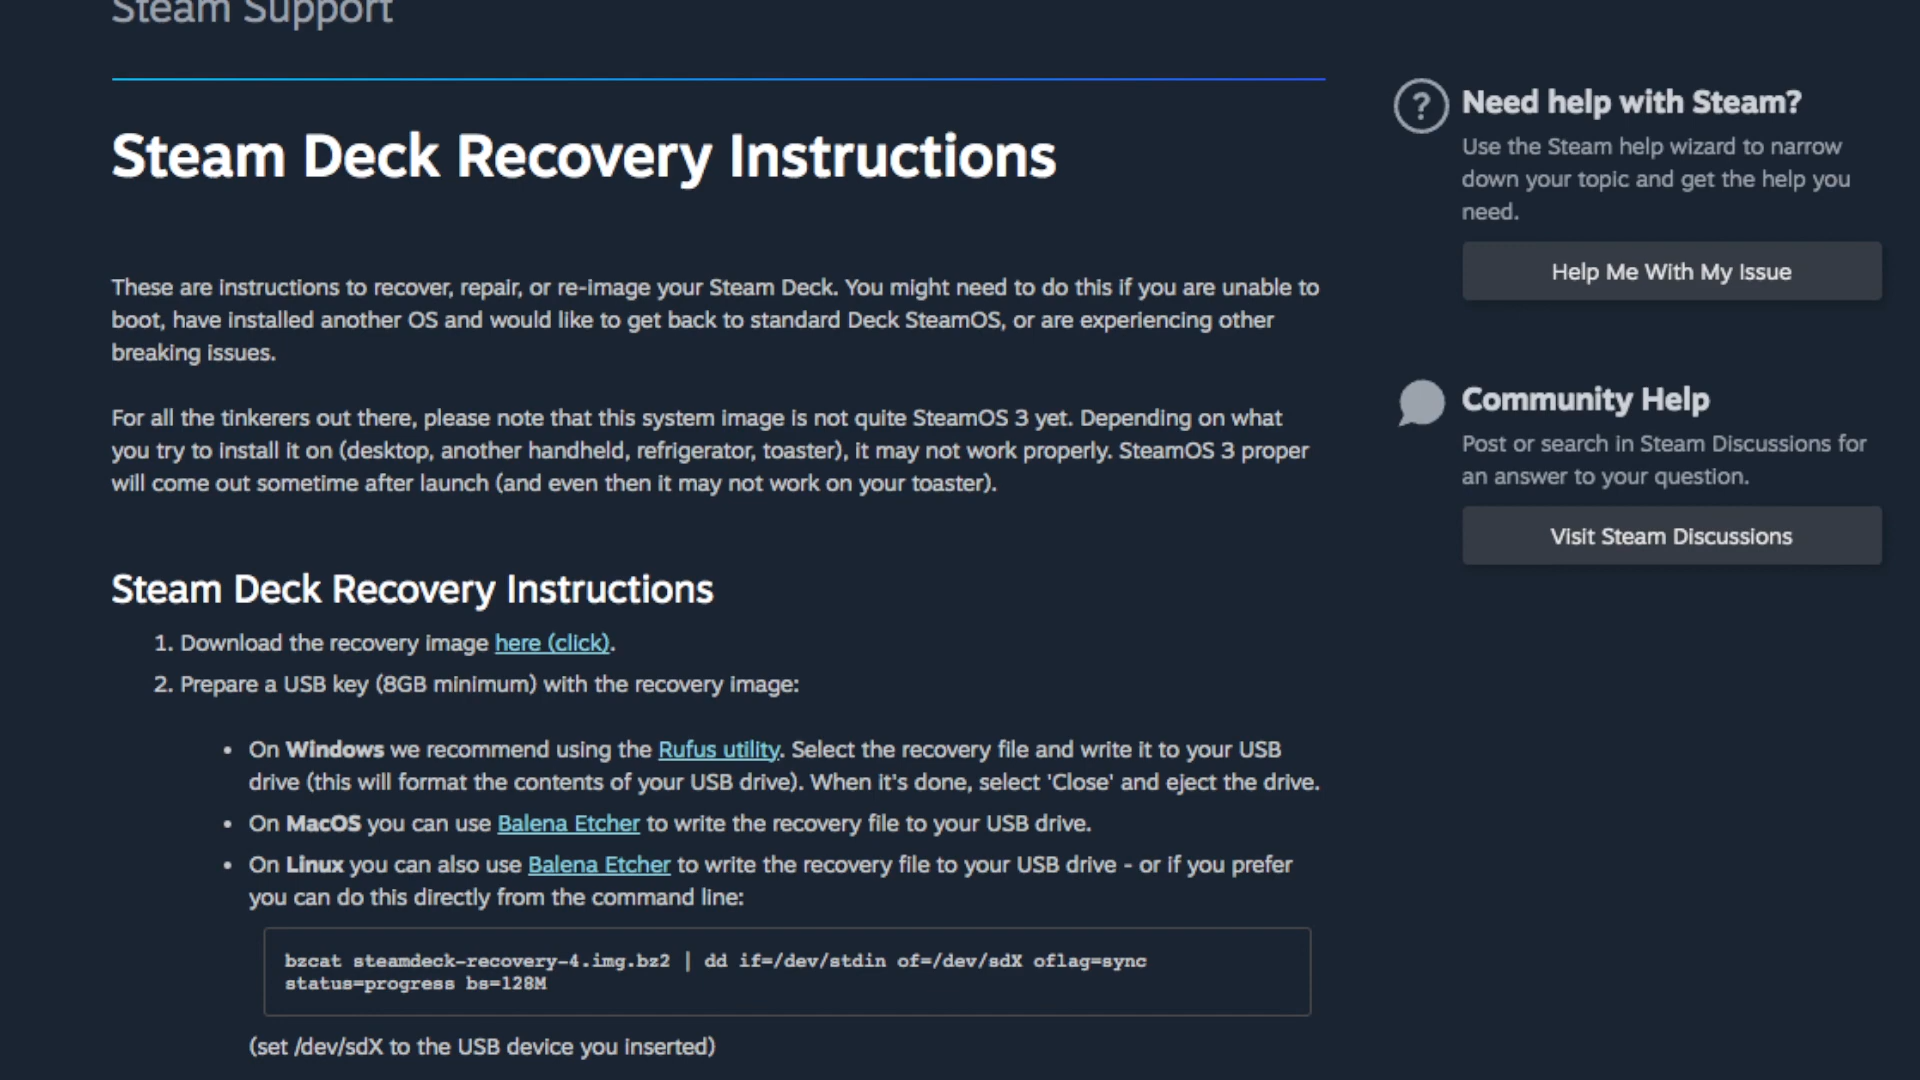 Steam Support
Steam Deck Recovery Instructions
These are instructions to recover, repair, or re-image your Steam Deck. You might need to do this if you are unable to
boot, have installed another OS and would like to get back to standard Deck SteamOS, or are experiencing other
breaking issues.
For all the tinkerers out there, please note that this system image is not quite SteamOS 3 yet. Depending on what
you try to install it on (desktop, another handheld, refrigerator, toaster), it may not work properly. SteamOS 3 proper
will come out sometime after launch (and even then it may not work on your toaster).
Steam Deck Recovery Instructions
1. Download the recovery image here (click).
2. Prepare a USB key (8GB minimum) with the recovery image:
• On Windows we recommend using the Rufus utility. Select the recovery file and write it to your USB
drive (this will format the contents of your USB drive). When it's done, select 'Close' and eject the drive.
• On MacOS you can use Balena Etcher to write the recovery file to your USB drive.
• On Linux you can also use Balena Etcher to write the recovery file to your USB drive - or if you prefer
you can do this directly from the command line:
bzcat steamdeck-recovery-4.img.bz2 | dd if=/dev/stdin of=/dev/sdX oflag=sync
status=progress bs=128M
(set /dev/sdX to the USB device you inserted)
?
Need help with Steam?
Use the Steam help wizard to narrow
down your topic and get the help you
need.
Help Me With My Issue
Community Help
Post or search in Steam Discussions for
an answer to your question.
Visit Steam Discussions